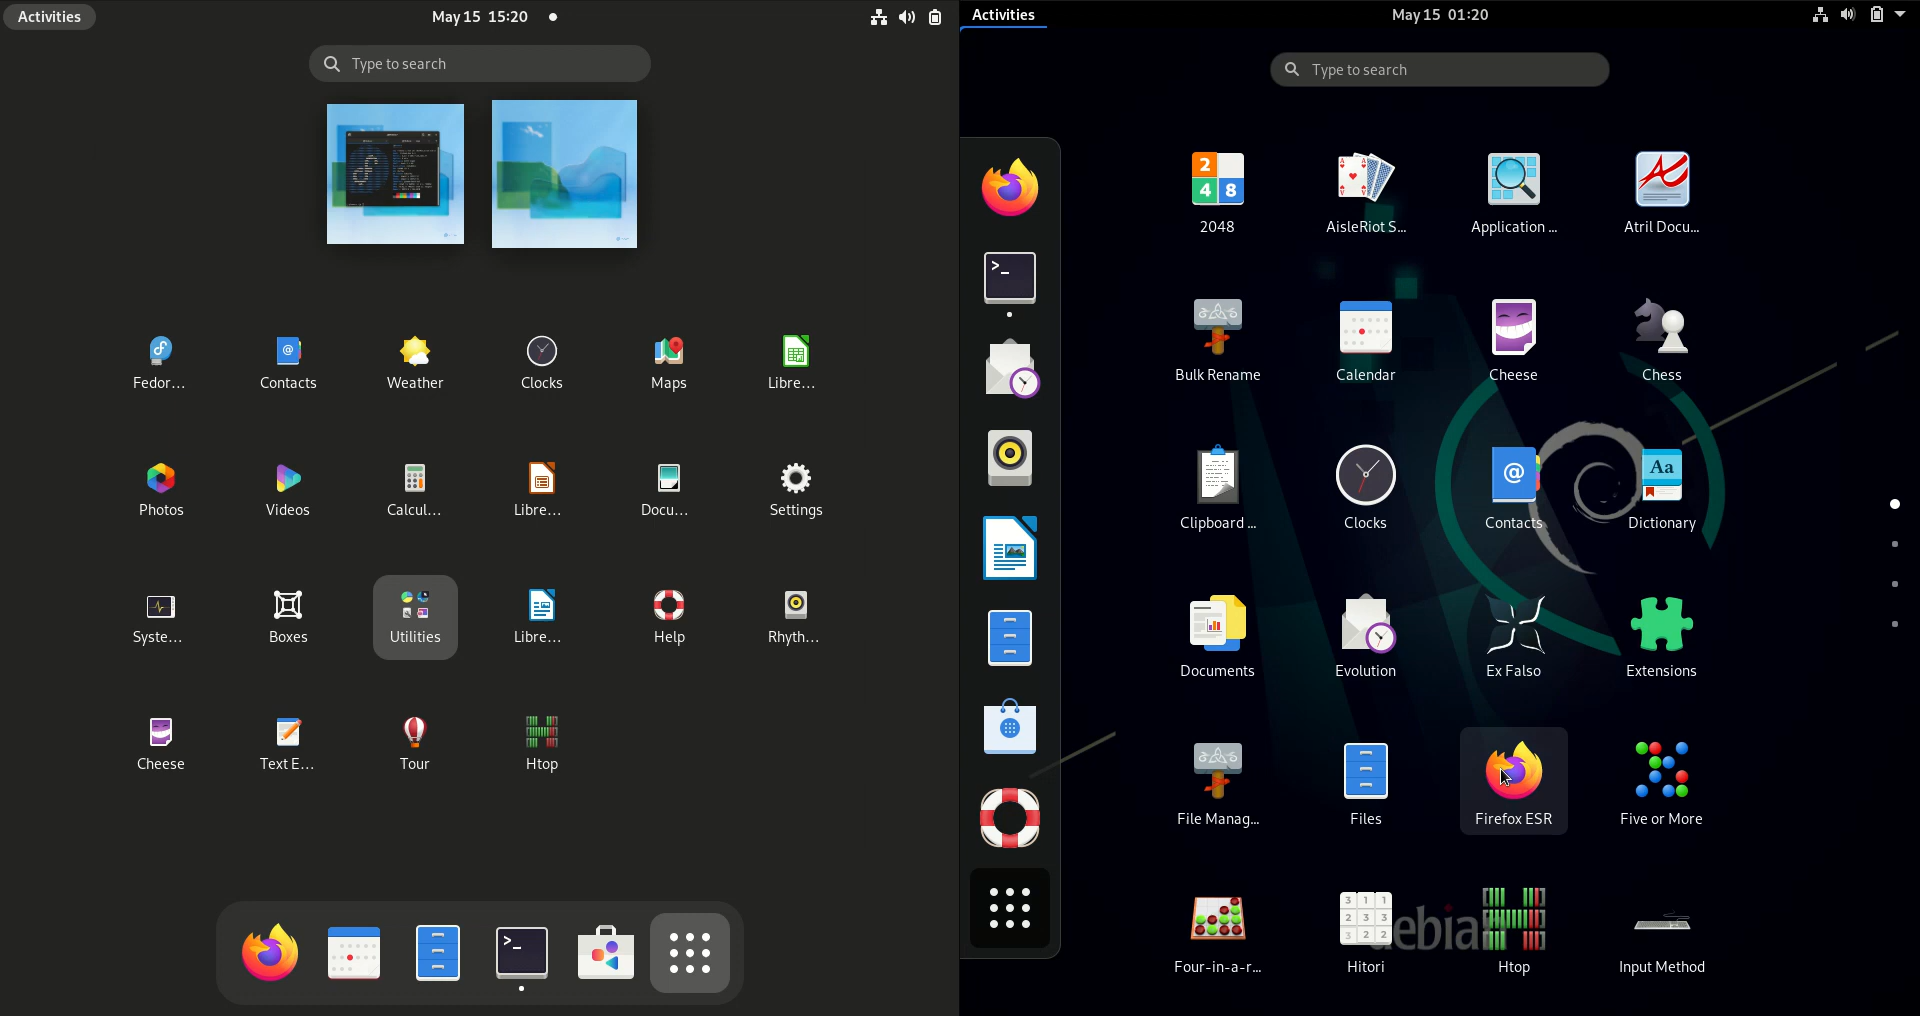 Activities
May 15 15:20
Type to search
Fedor...
Contacts
Weather
Clocks
Maps
Libre...
Photos
Videos
Calcul...
Libre...
Docu...
Settings
Syste...
Boxes
Utilities
Libre...
Help
Rhyth...
Cheese
Text E...
Tour
Htop
Activities
May 15 01:20
Type to search
2048
AisleRiot S...
Application ...
Atril Docu...
Bulk Rename
Calendar
Cheese
Chess
Clipboard ...
Clocks
Contacts
Dictionary
Documents
Evolution
Ex Falso
Extensions
File Manag...
Files
Firefox ESR
Five or More
Four-in-a-r...
Hitori
Htop
Input Method